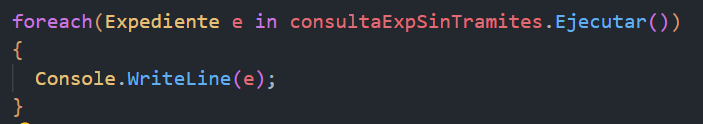 foreach(Expediente e in consultaExpSinTramites.Ejecutar())
{
Console.WriteLine(e);
}